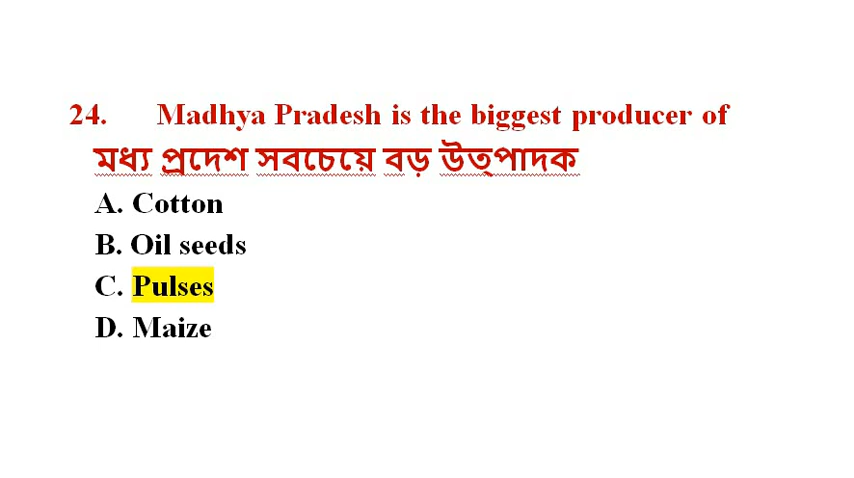 24. Madhya Pradesh is the biggest producer of
মধ্য প্রদেশ সবচেয়ে বড় উত্পাদক
A. Cotton
B. Oil seeds
C. Pulses
D. Maize